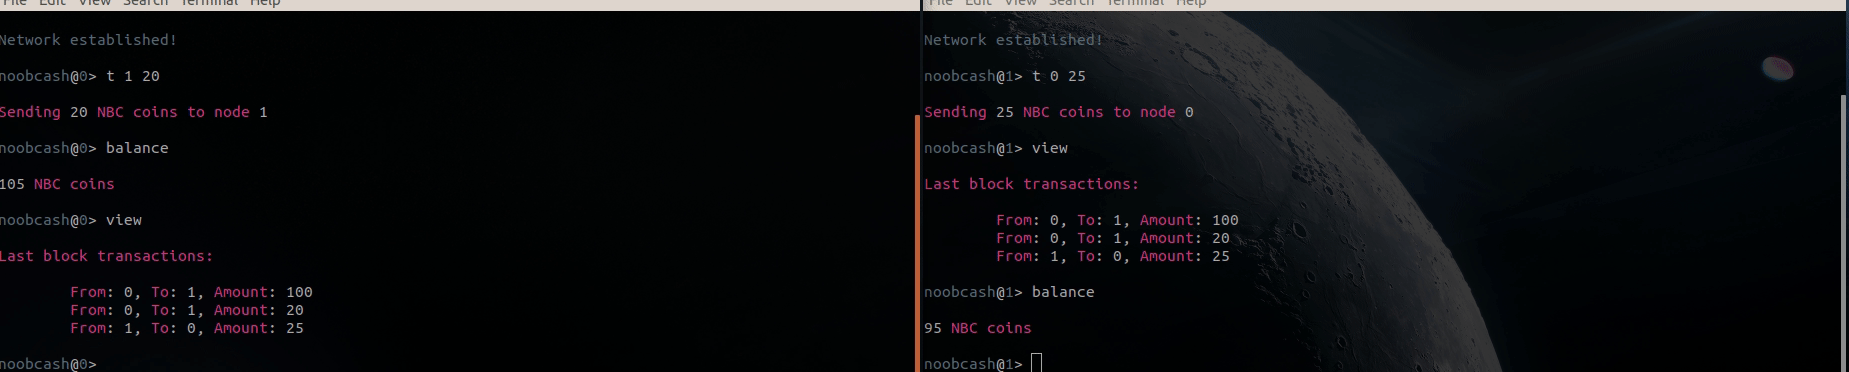 File Edit View Search Terminal Help
Network established!
noobcash@0> t 1 20
Sending 20 NBC coins to node 1
noobcash@0> balance
105 NBC coins
noobcash@0> view
Last block transactions:
From: 0, To: 1, Amount: 100
From: 0, To: 1, Amount: 20
From: 1, To: 0, Amount: 25
noobcash@0>
File Edit View Search Terminal Help
Network established!
noobcash@1> t 0 25
Sending 25 NBC coins to node 0
noobcash@1> view
Last block transactions:
From: 0, To: 1, Amount: 100
From: 0, To: 1, Amount: 20
From: 1, To: 0, Amount: 25
noobcash@1> balance
95 NBC coins
noobcash@1>